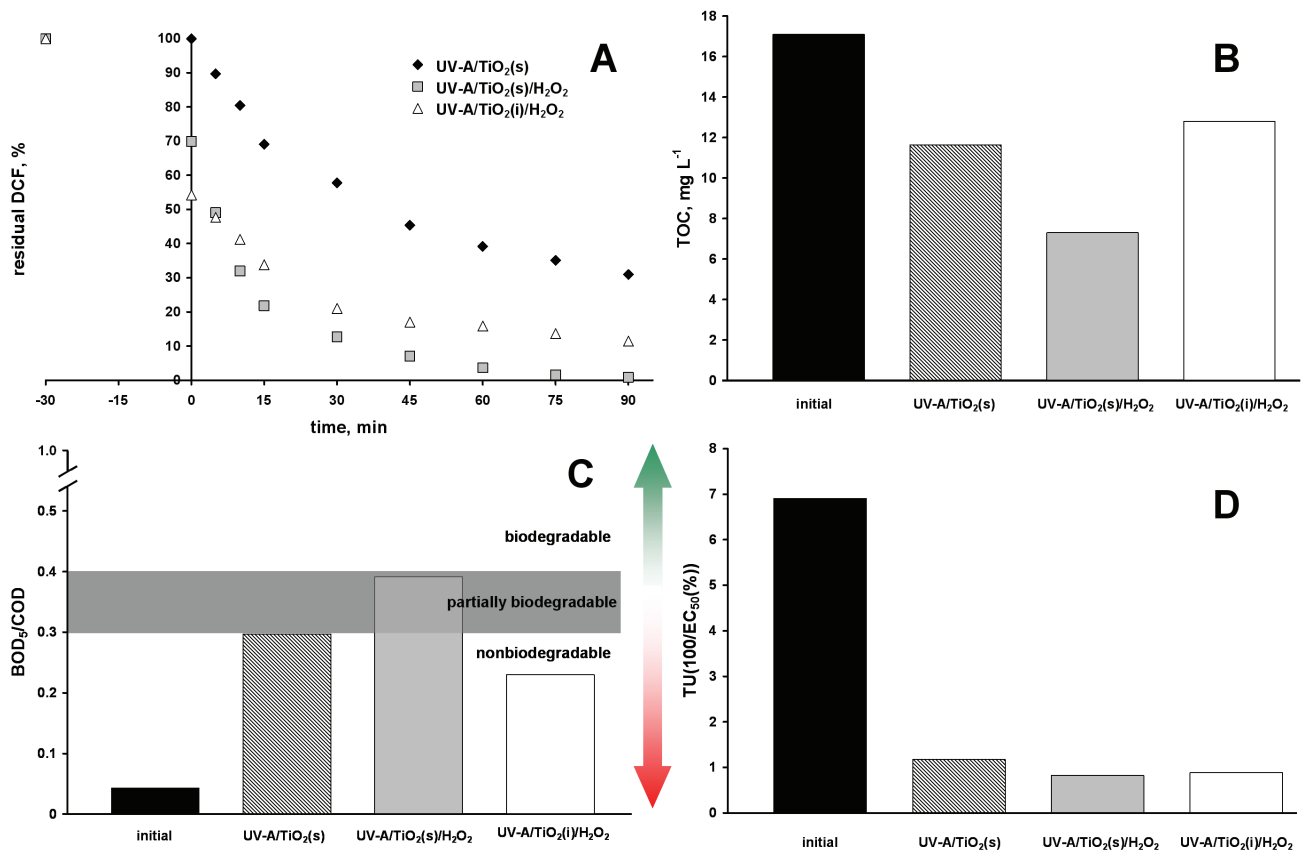 A
residual DCF, %
100
90
80
70
60
50
40
30
20
10
0
UV-A/TiO₂(s)
UV-A/TiO₂(s)/H₂O₂
UV-A/TiO₂(i)/H₂O₂
-30 -15 0 15 30 45 60 75 90
time, min
B
TOC, mg L⁻¹
18
16
14
12
10
8
6
4
2
0
initial UV-A/TiO₂(s) UV-A/TiO₂(s)/H₂O₂ UV-A/TiO₂(i)/H₂O₂
C
BOD₅/COD
1.0
0.5
0.4
0.3
0.2
0.1
0
biodegradable
partially biodegradable
nonbiodegradable
initial UV-A/TiO₂(s) UV-A/TiO₂(s)/H₂O₂ UV-A/TiO₂(i)/H₂O₂
D
TU(100/EC₅₀(%))
8
7
6
5
4
3
2
1
0
initial UV-A/TiO₂(s) UV-A/TiO₂(s)/H₂O₂ UV-A/TiO₂(i)/H₂O₂